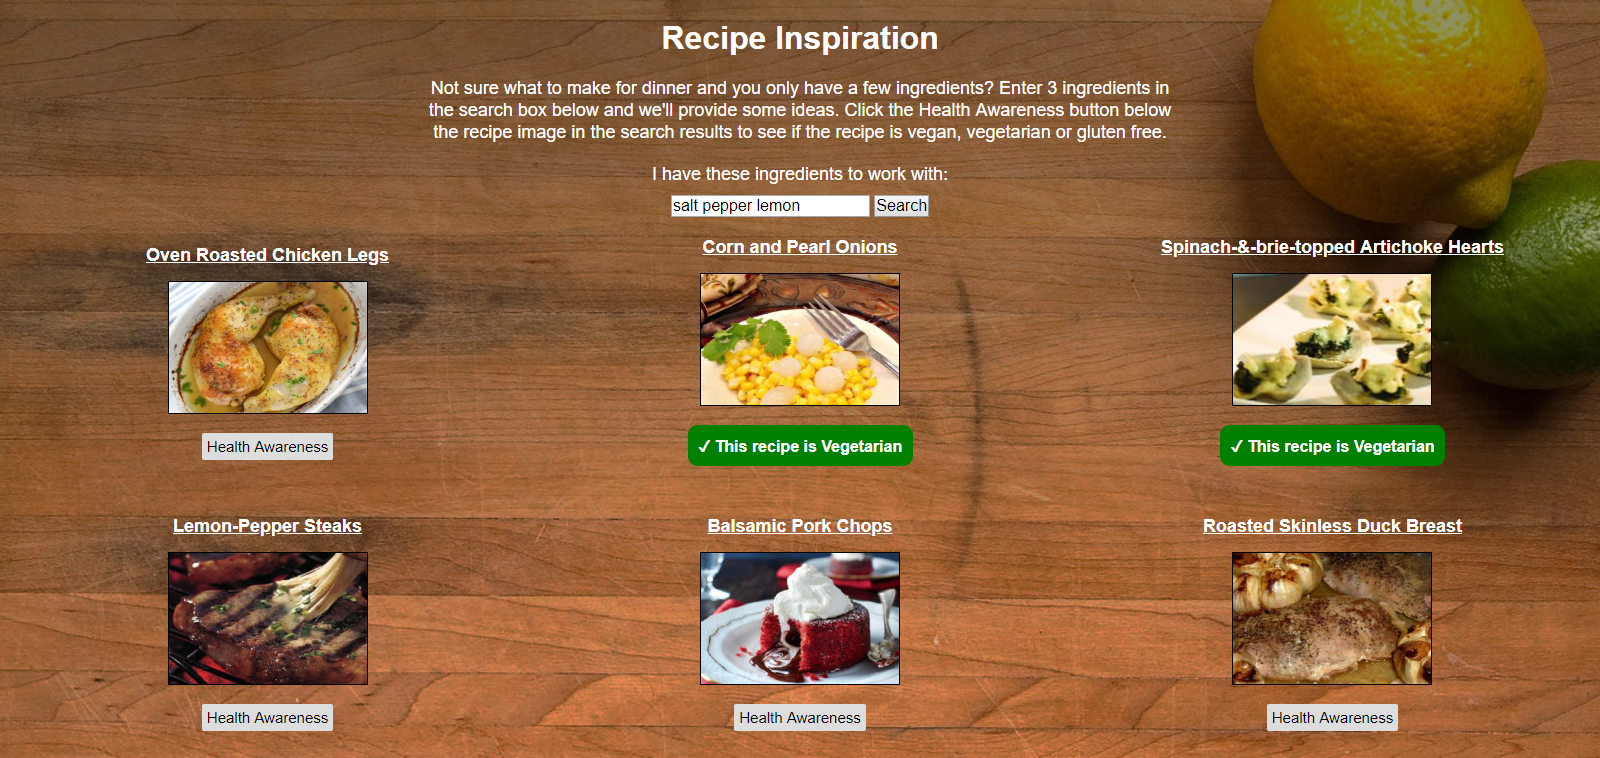 Recipe Inspiration
Not sure what to make for dinner and you only have a few ingredients? Enter 3 ingredients in
the search box below and we'll provide some ideas. Click the Health Awareness button below
the recipe image in the search results to see if the recipe is vegan, vegetarian or gluten free.
I have these ingredients to work with:
salt pepper lemon Search
Oven Roasted Chicken Legs
Corn and Pearl Onions
Spinach-&-brie-topped Artichoke Hearts
Health Awareness
✓ This recipe is Vegetarian
✓ This recipe is Vegetarian
Lemon-Pepper Steaks
Balsamic Pork Chops
Roasted Skinless Duck Breast
Health Awareness
Health Awareness
Health Awareness